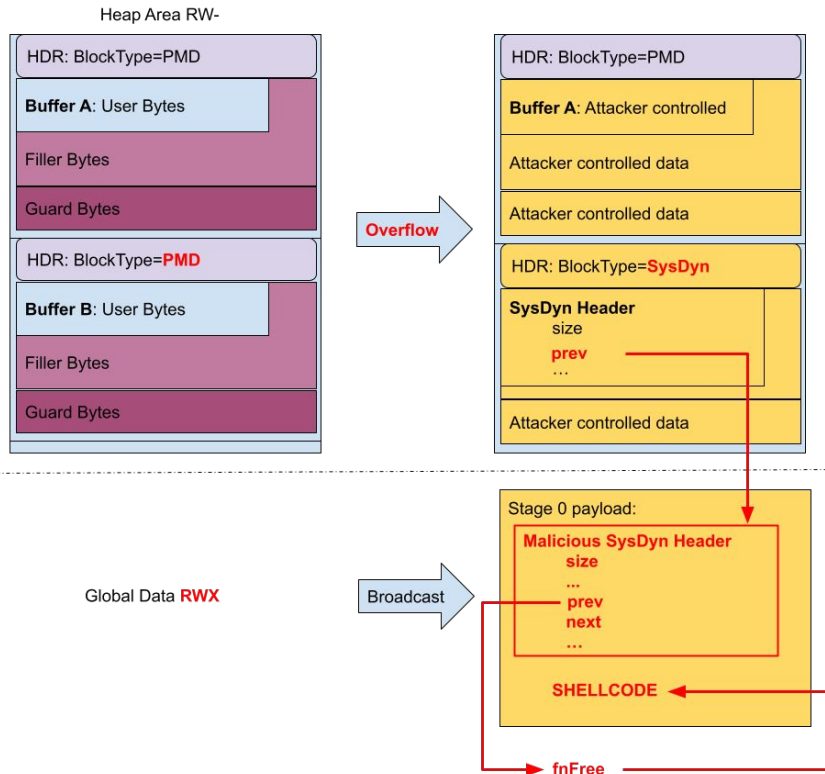 Heap Area RW-
HDR: BlockType=PMD
Buffer A: User Bytes
Filler Bytes
Guard Bytes
HDR: BlockType=PMD
Buffer B: User Bytes
Filler Bytes
Guard Bytes
Overflow
HDR: BlockType=PMD
Buffer A: Attacker controlled
Attacker controlled data
Attacker controlled data
HDR: BlockType=SysDyn
SysDyn Header
size
prev
...
Attacker controlled data
Global Data RWX
Broadcast
Stage 0 payload:
Malicious SysDyn Header
size
...
prev
next
...
SHELLCODE
fnFree